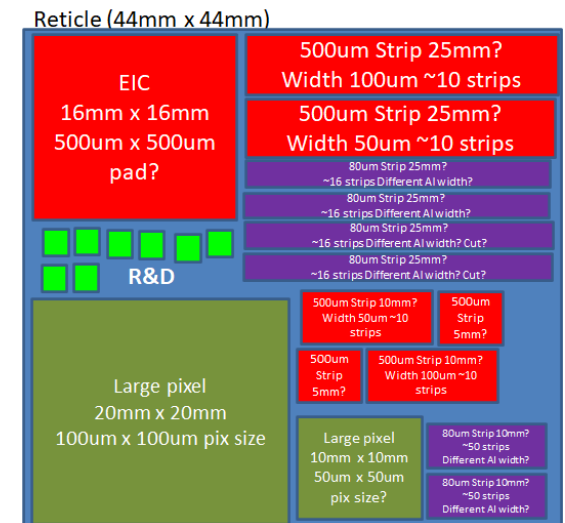 Reticle (44mm x 44mm)
EIC
16mm x 16mm
500um x 500um
pad?
500um Strip 25mm?
Width 100um ~10 strips
500um Strip 25mm?
Width 50um ~10 strips
80um Strip 25mm?
~16 strips Different Al width?
80um Strip 25mm?
~16 strips Different Al width?
80um Strip 25mm?
~16 strips Different Al width? Cut?
80um Strip 25mm?
~16 strips Different Al width? Cut?
R&D
500um Strip 10mm?
Width 50um ~10
strips
500um
Strip
5mm?
500um
Strip
5mm?
500um Strip 10mm?
Width 100um ~10
strips
Large pixel
20mm x 20mm
100um x 100um pix size
Large pixel
10mm x 10mm
50um x 50um
pix size?
80um Strip 10mm?
~50 strips
Different Al width?
80um Strip 10mm?
~50 strips
Different Al width?